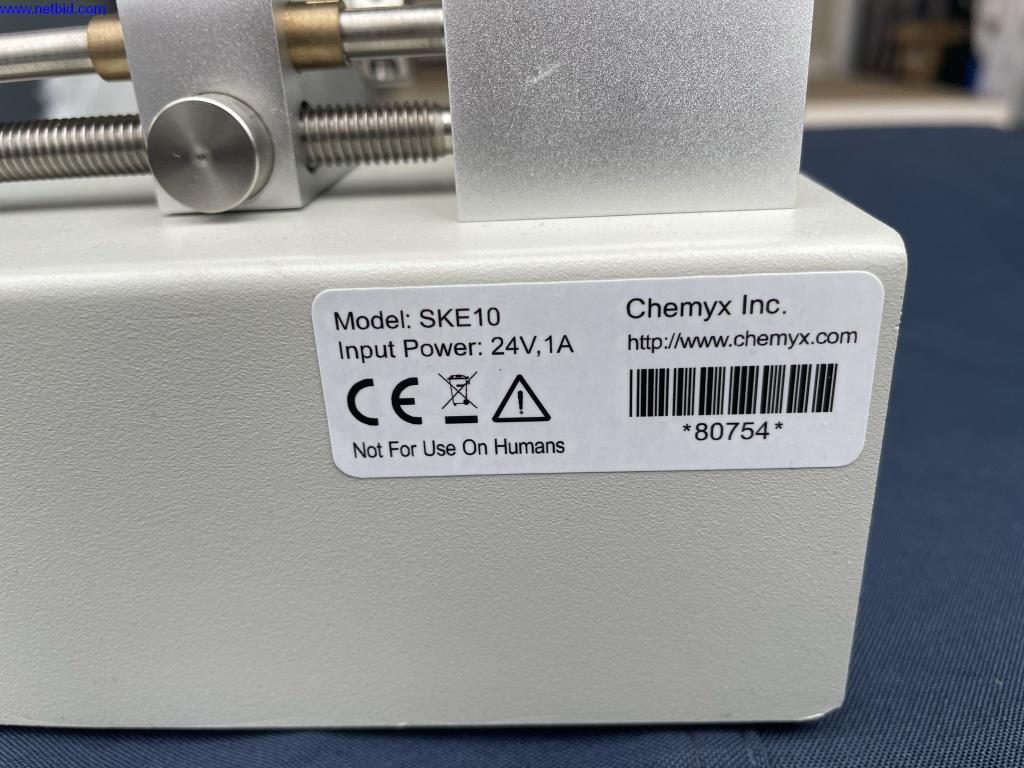 www.netbid.com
Model: SKE10
Input Power: 24V,1A
CE
Not For Use On Humans
Chemyx Inc.
http://www.chemyx.com
*80754*